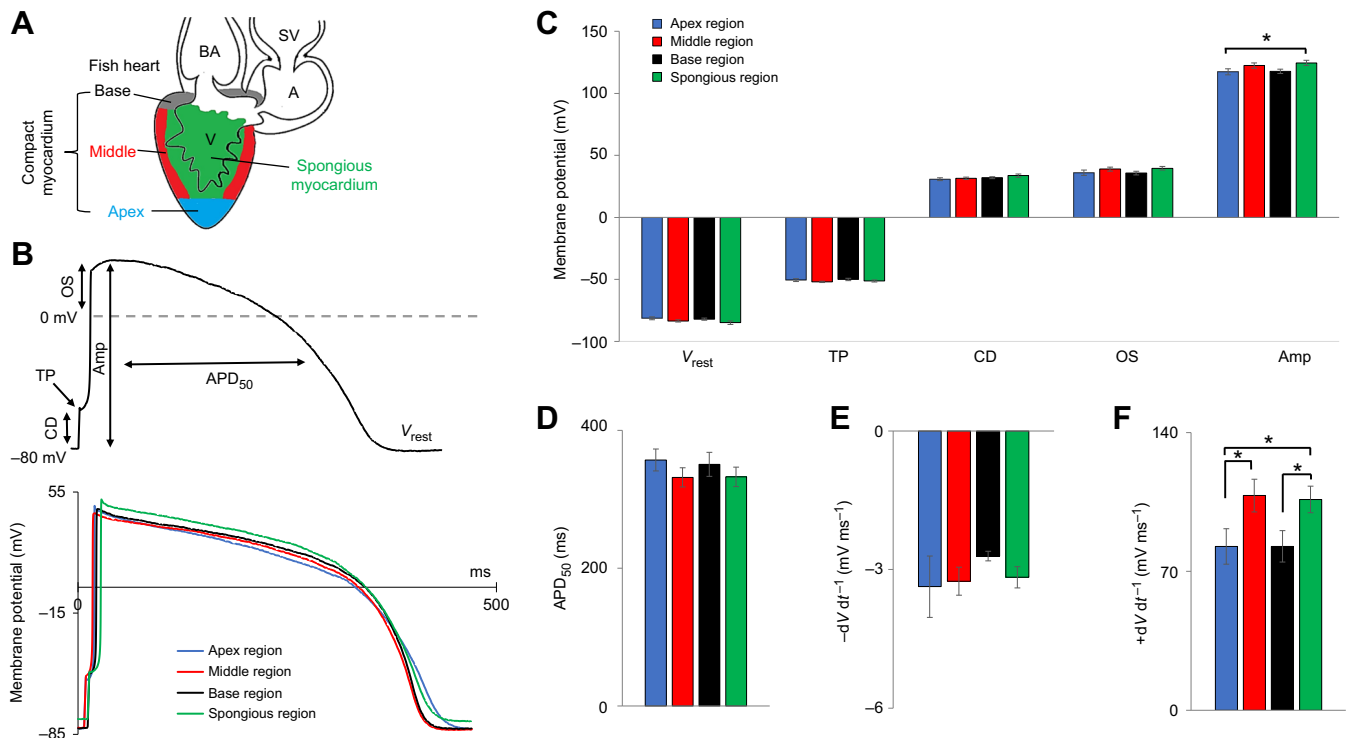 A
BA
SV
Fish heart
Base
A
Compact
myocardium
Middle
V
Spongious
myocardium
Apex
B
OS
0 mV
Amp
TP
APD50
CD
Vrest
–80 mV
55
Membrane potential (mV)
ms
0
500
–15
Apex region
Middle region
Base region
Spongious region
–85
C
Apex region
Middle region
Base region
Spongious region
150
*
100
50
0
–50
–100
Membrane potential (mV)
Vrest
TP
CD
OS
Amp
D
400
200
0
APD50 (ms)
E
0
–3
–6
–dV dt–1 (mV ms–1)
F
140
*
*
*
70
0
+dV dt–1 (mV ms–1)